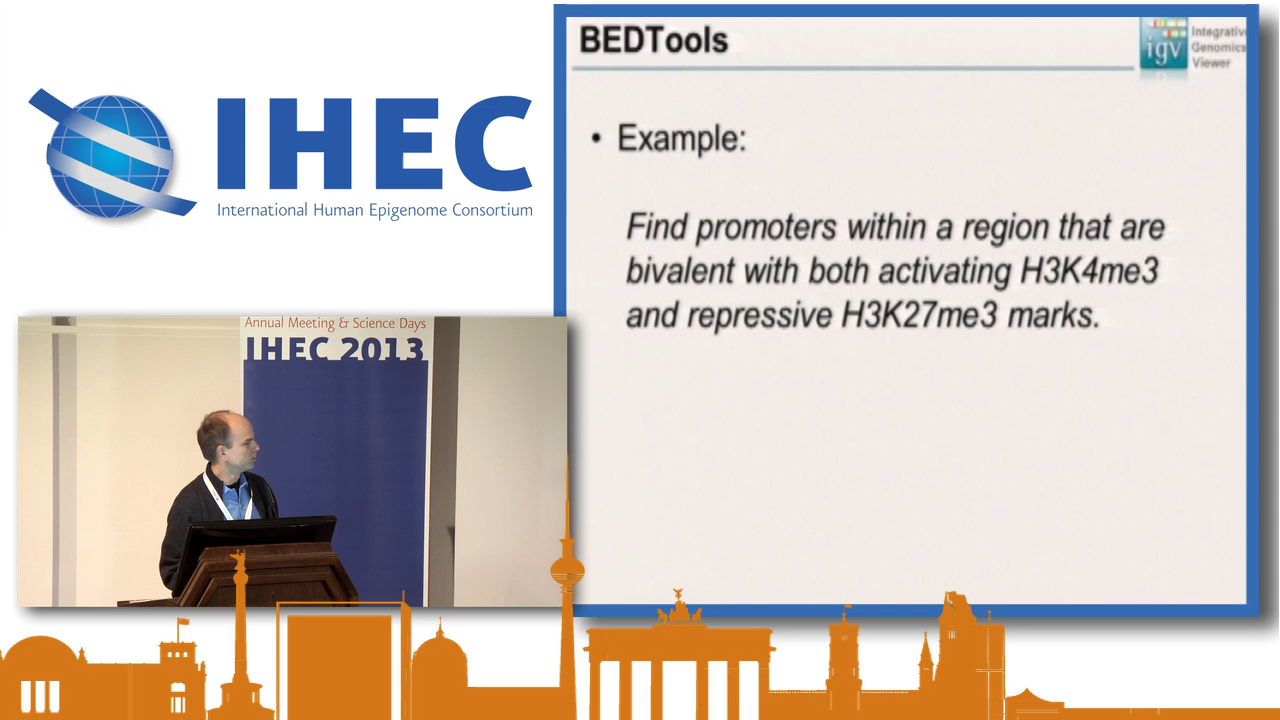 IHEC
International Human Epigenome Consortium
BEDTools
igv
Integrativ
Genomics
Viewer
• Example:
Find promoters within a region that are
bivalent with both activating H3K4me3
and repressive H3K27me3 marks.
Annual Meeting & Science Days
IHEC 2013